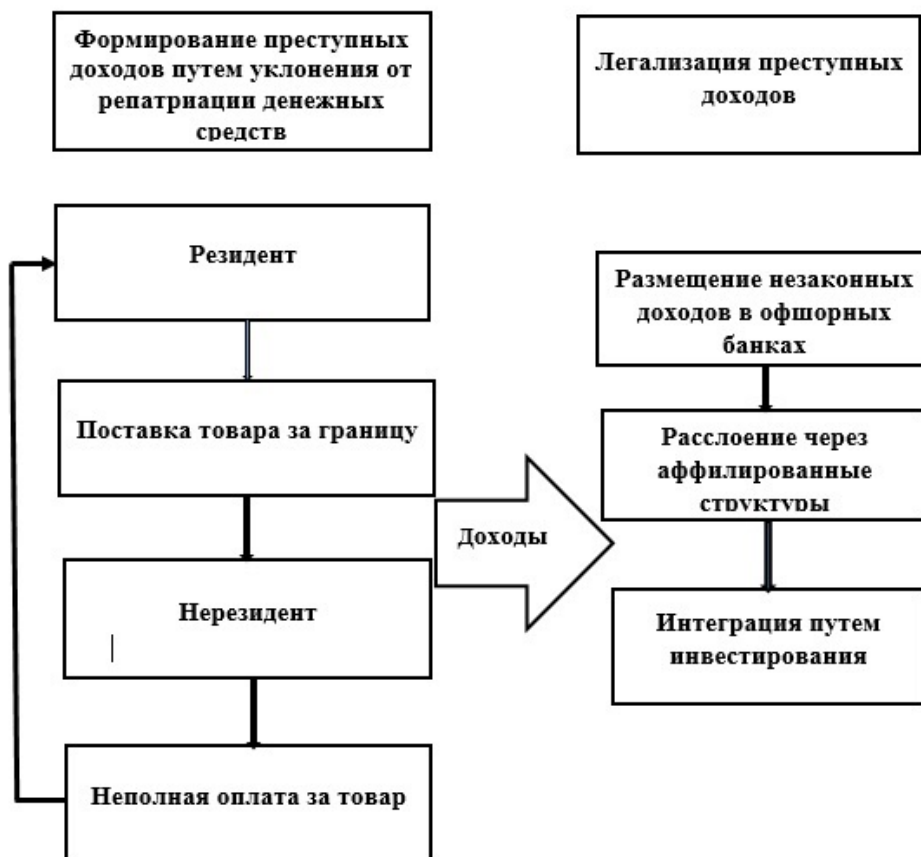 Формирование преступных
доходов путем уклонения от
репатриации денежных
средств
Легализация преступных
доходов
Резидент
Поставка товара за границу
Нерезидент
Неполная оплата за товар
Доходы
Размещение незаконных
доходов в офшорных
банках
Расслоение через
аффилированные
структуры
Интеграция путем
инвестирования